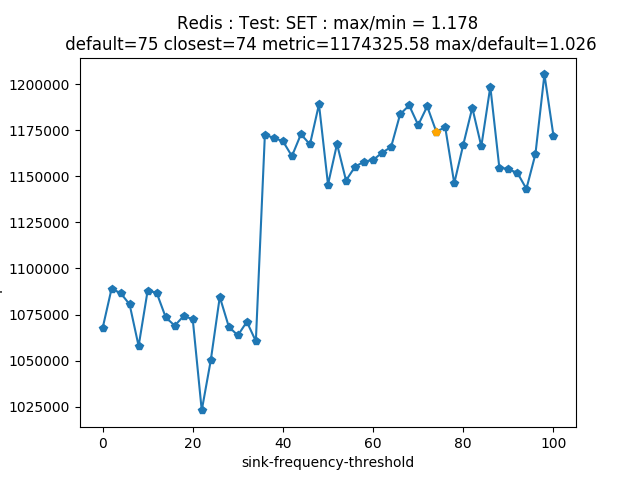 Redis : Test: SET : max/min = 1.178
default=75 closest=74 metric=1174325.58 max/default=1.026
1200000
1175000
1150000
1125000
1100000
1075000
1050000
1025000
0 20 40 60 80 100
sink-frequency-threshold